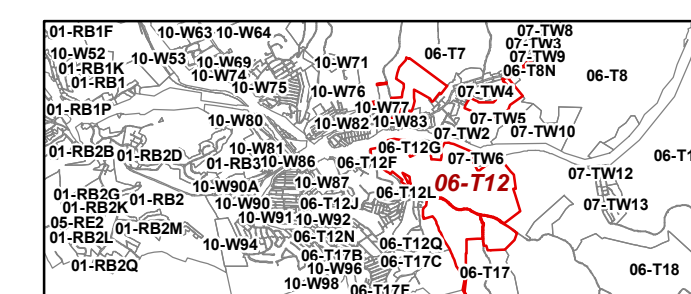 01-RB1F 10-W63 10-W64 07-TW8
07-TW3
10-W52 10-W53 10-W69 10-W71 06-T7 07-TW9
01-RB1K 10-W74 06-T8N 06-T8
01-RB1 10-W75 10-W76 07-TW4
01-RB1P 10-W77
10-W80 10-W82 10-W83 07-TW5
07-TW2 07-TW10
01-RB2B 01-RB2D 10-W81 06-T12G
01-RB3 10-W86 06-T12F 07-TW6 06-T1
07-TW12
10-W90A 10-W87 06-T12
01-RB2G 01-RB2 06-T12L
01-RB2K 10-W90 06-T12J 07-TW13
05-RE2 10-W91 10-W92
01-RB2L 01-RB2M 10-W94 06-T12N 06-T12Q
06-T17B 06-T17C
01-RB2Q 10-W96 06-T17 06-T18
10-W98 06-T17E